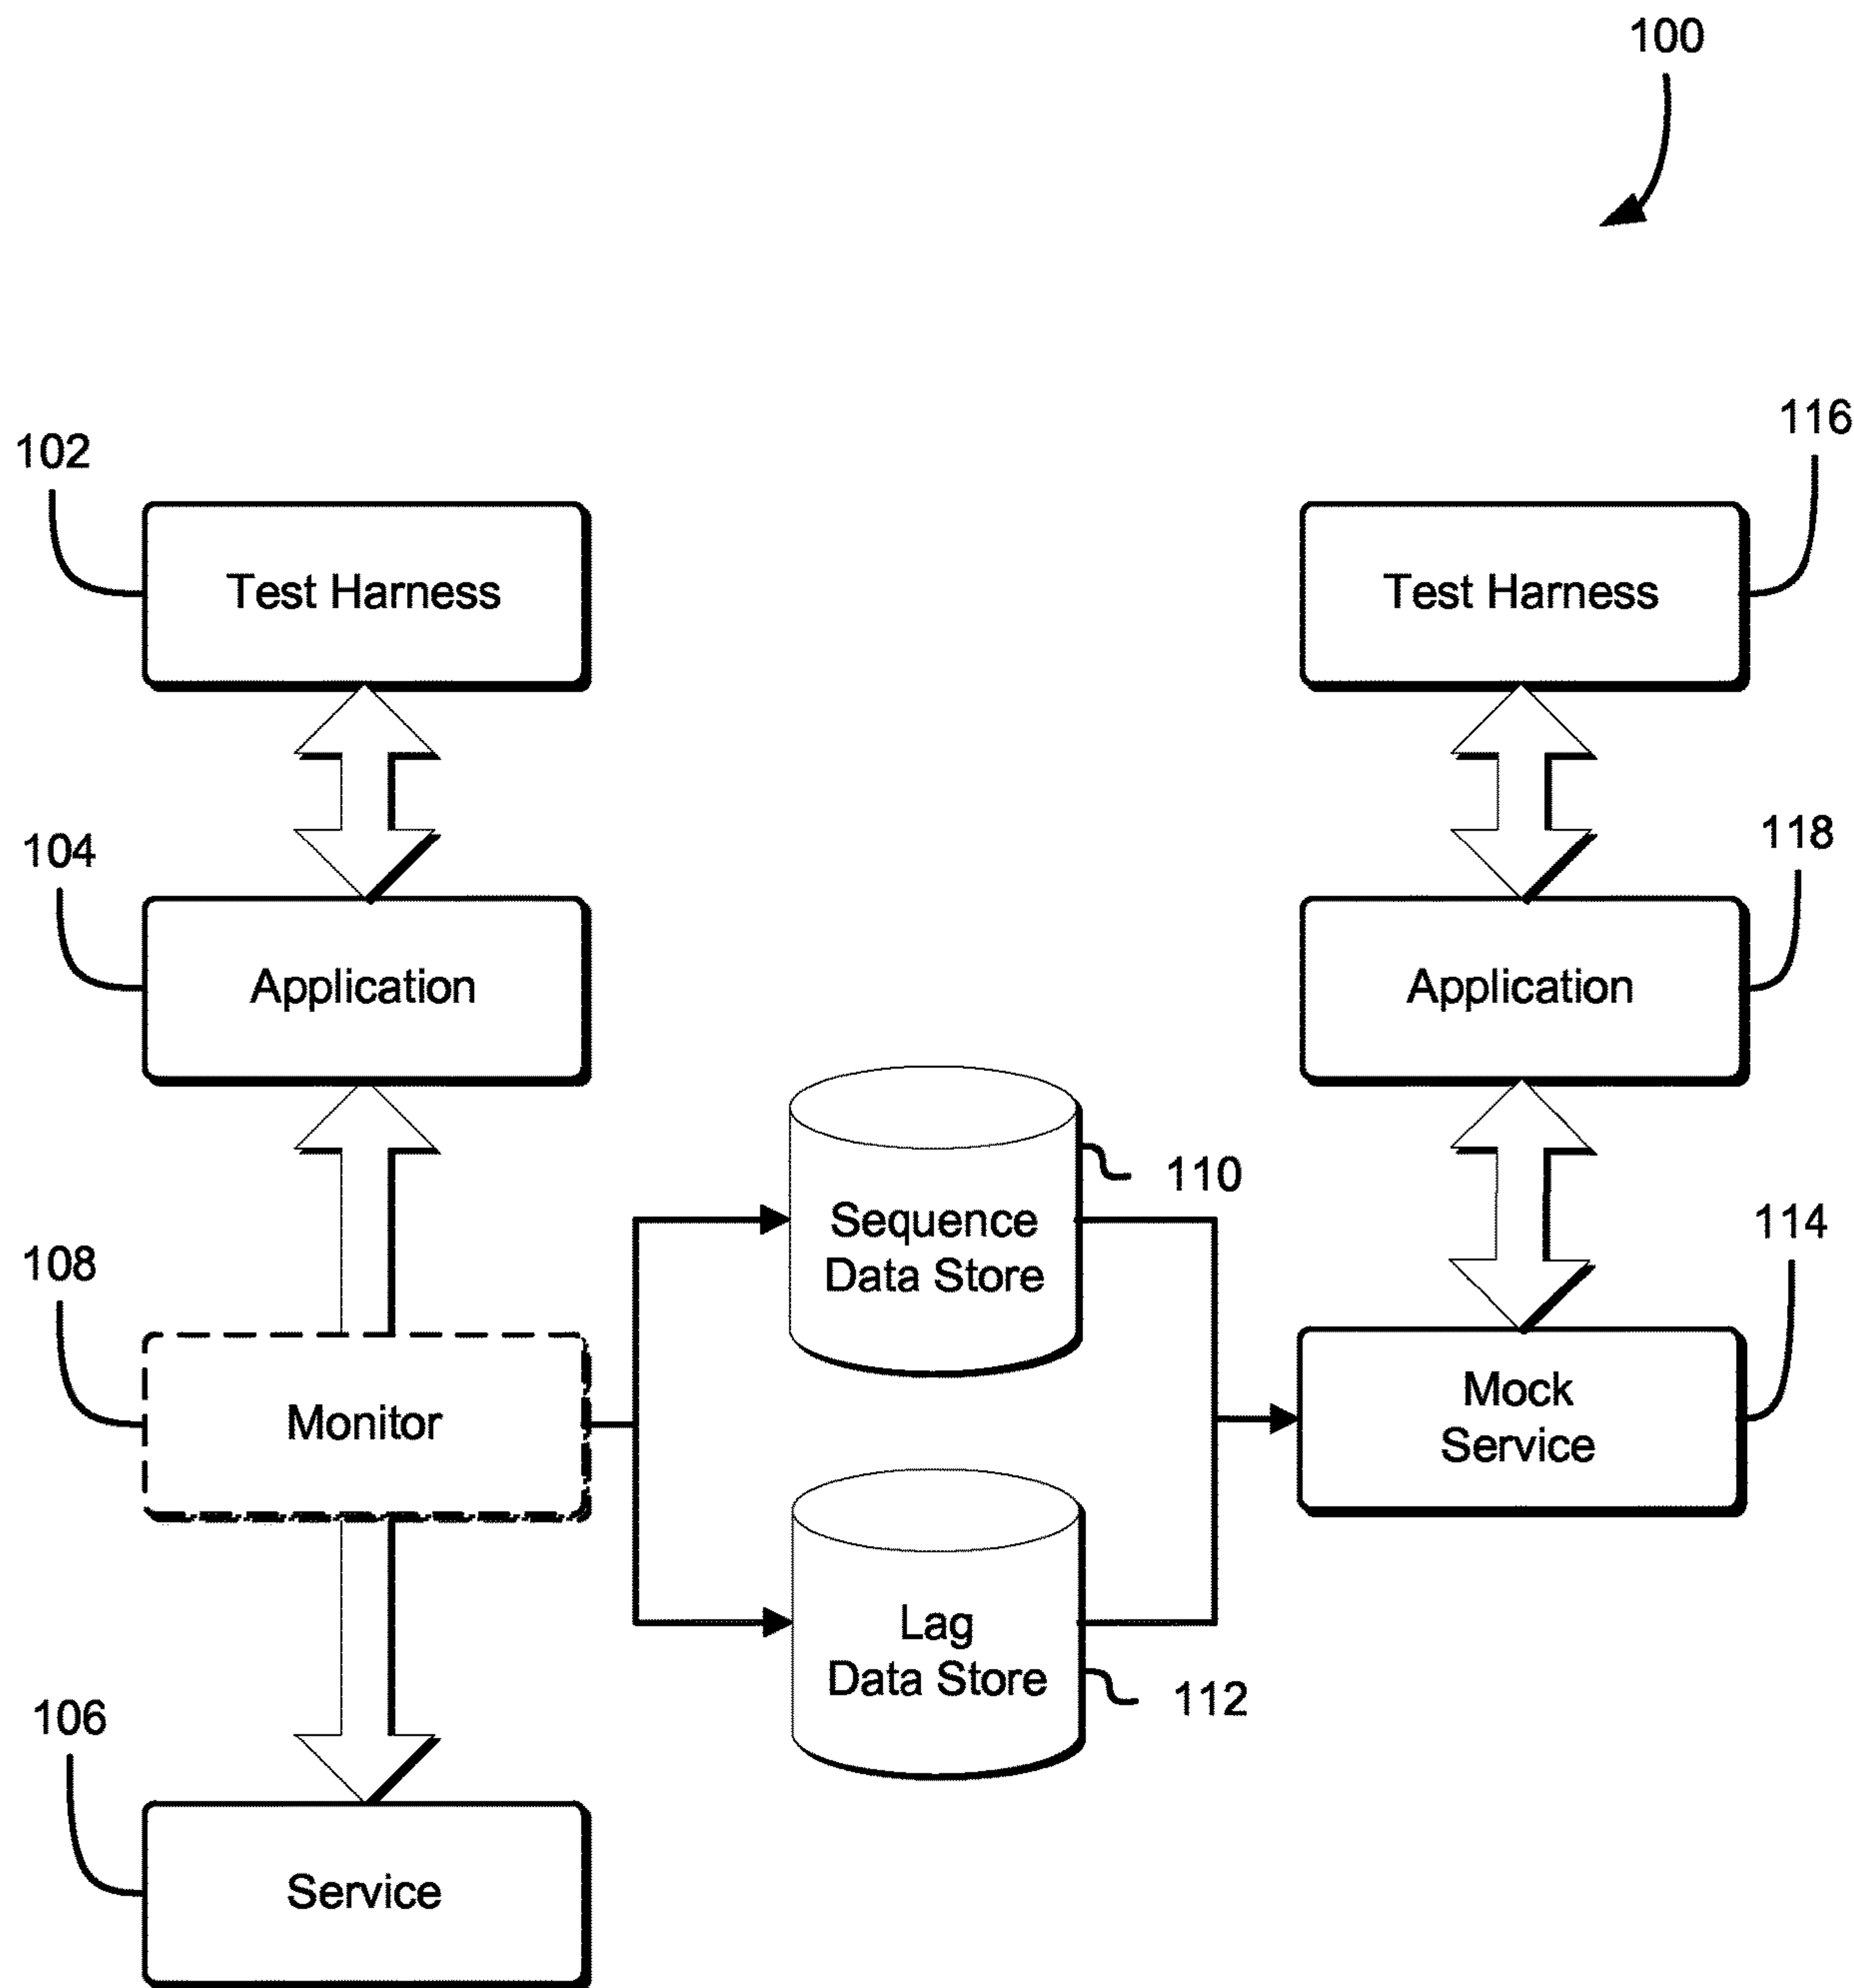 100
116
102
Test Harness
Test Harness
104
118
Application
Application
110
Sequence
Data Store
108
114
Monitor
Mock
Service
Lag
Data Store
112
106
Service